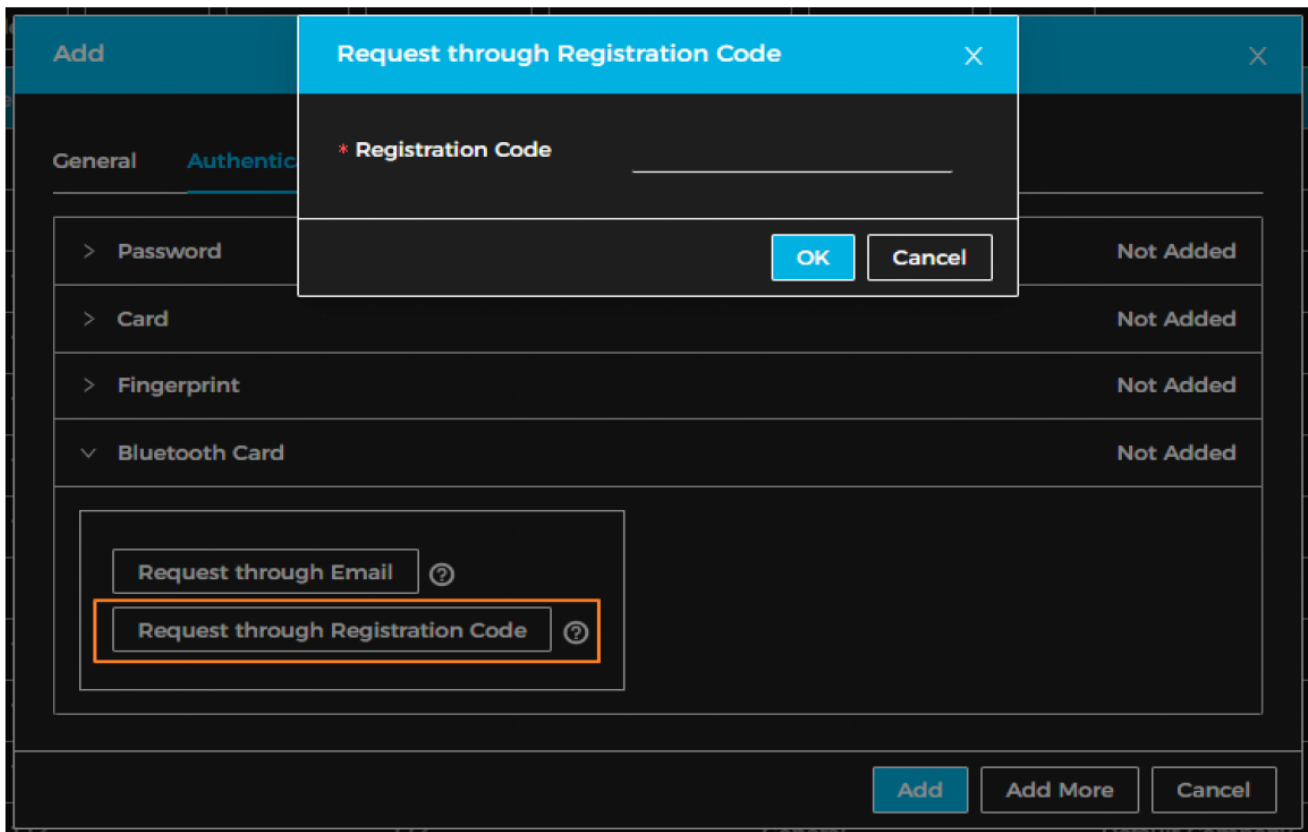 Add
Request through Registration Code
General
Authentic
* Registration Code
OK
Cancel
Password
Not Added
Card
Not Added
Fingerprint
Not Added
Bluetooth Card
Not Added
Request through Email
Request through Registration Code
Add
Add More
Cancel